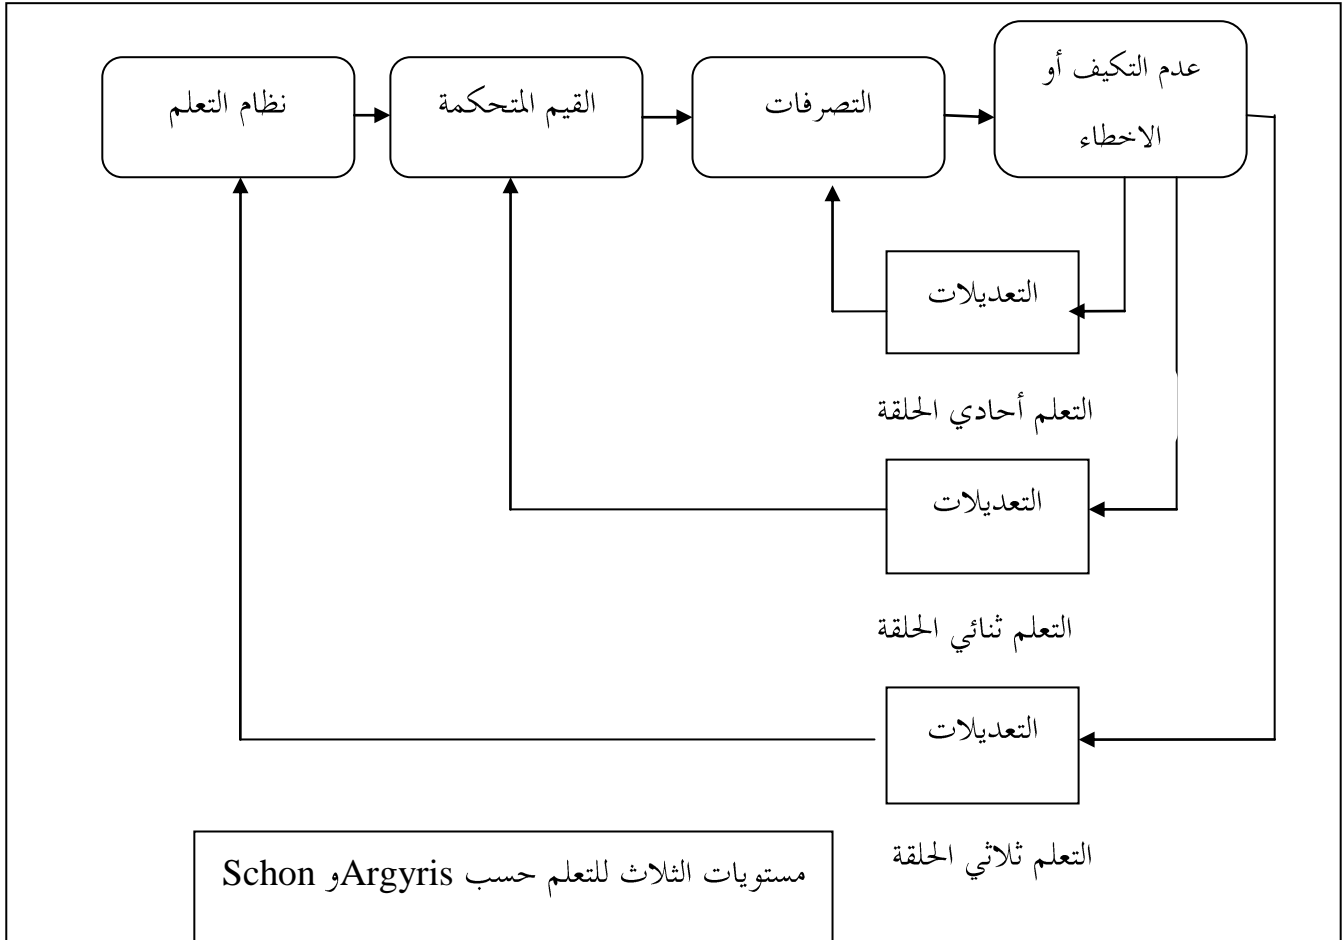 عدم التكيف أو
الاخطاء
التصرفات
القيم المتحكمة
نظام التعلم
التعديلات
التعلم أحادي الحلقة
التعديلات
التعلم ثنائي الحلقة
التعديلات
التعلم ثلاثي الحلقة
مستويات الثلاث للتعلم حسب Argyrisو Schon